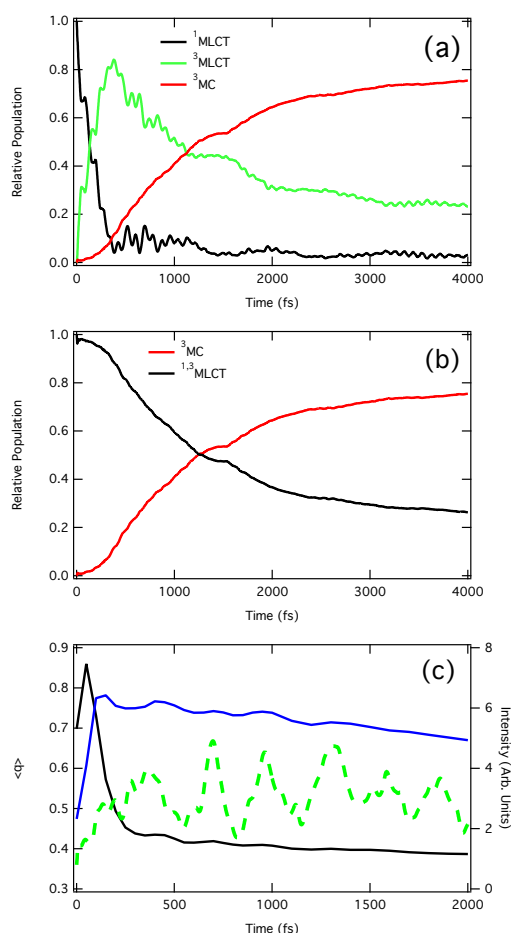 (a)
¹MLCT
³MLCT
³MC
Relative Population
1.0
0.8
0.6
0.4
0.2
0.0
0 1000 2000 3000 4000
Time (fs)
(b)
³MC
¹,³MLCT
Relative Population
1.0
0.8
0.6
0.4
0.2
0.0
0 1000 2000 3000 4000
Time (fs)
(c)
<q>
0.9
0.8
0.7
0.6
0.5
0.4
0.3
Intensity (Arb. Units)
8
6
4
2
0
0 500 1000 1500 2000
Time (fs)